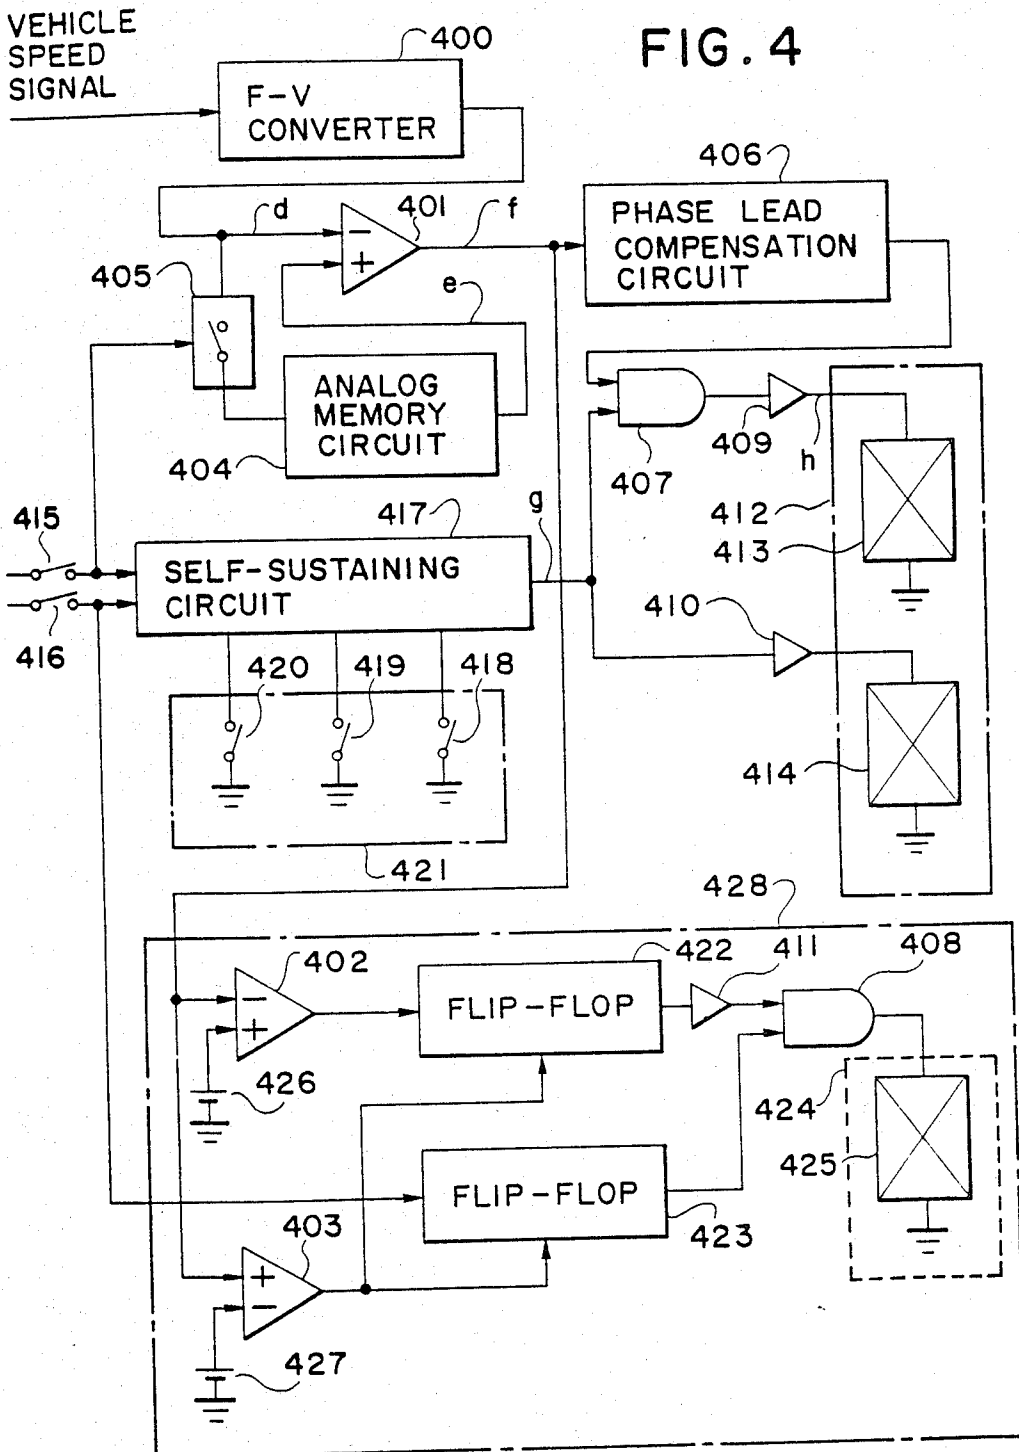 VEHICLE
SPEED
SIGNAL
FIG. 4
400
F-V
CONVERTER
406
PHASE LEAD
COMPENSATION
CIRCUIT
d
401
f
-
+
405
e
ANALOG
MEMORY
CIRCUIT
404
407
409
h
412
413
415
417
g
SELF-SUSTAINING
CIRCUIT
416
410
420
419
418
414
421
428
402
422
411
408
-
+
FLIP-FLOP
426
424
425
FLIP-FLOP
423
403
+
-
427